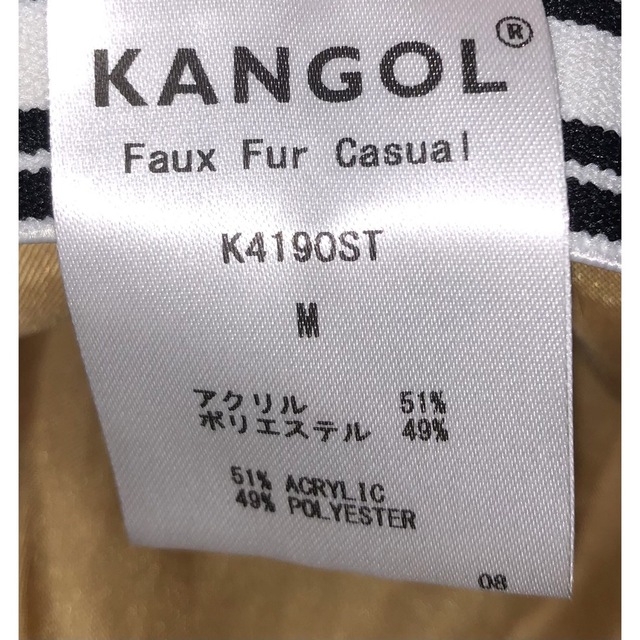 KANGOL®
Faux Fur Casual
K4190ST
M
アクリル 51%
ポリエステル 49%
51% ACRYLIC
49% POLYESTER
08